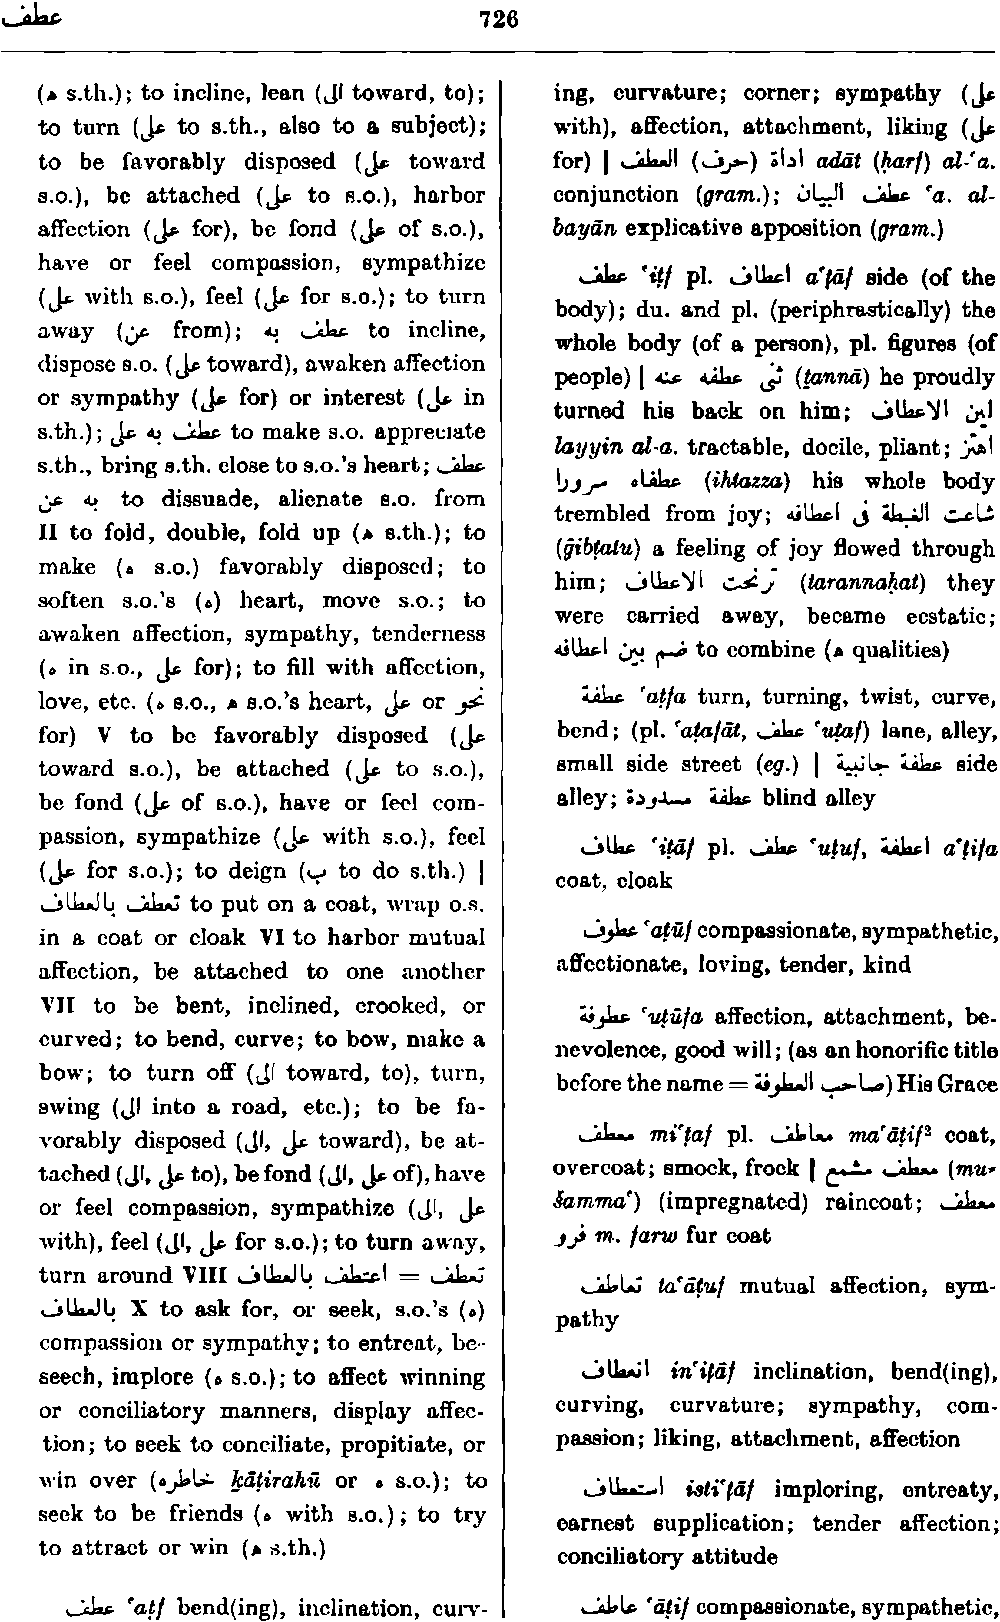 عطف
726
(ﻫ s.th.); to incline, lean (الى toward, to);
to turn (على to s.th., also to a subject);
to be favorably disposed (على toward
s.o.), be attached (على to s.o.), harbor
affection (على for), be fond (على of s.o.),
have or feel compassion, sympathize
(على with s.o.), feel (على for s.o.); to turn
away (عن from); عطف به to incline,
dispose s.o. (على toward), awaken affection
or sympathy (على for) or interest (على in
s.th.); عطف به على to make s.o. appreciate
s.th., bring s.th. close to s.o.'s heart; عطف
به عن to dissuade, alienate s.o. from
II to fold, double, fold up (ﻫ s.th.); to
make (ه s.o.) favorably disposed; to
soften s.o.'s (ه) heart, move s.o.; to
awaken affection, sympathy, tenderness
(ه in s.o., على for); to fill with affection,
love, etc. (ه s.o., ﻫ s.o.'s heart, على or نحو
for) V to be favorably disposed (على
toward s.o.), be attached (على to s.o.),
be fond (على of s.o.), have or feel com-
passion, sympathize (على with s.o.), feel
(على for s.o.); to deign (ب to do s.th.) |
تعطف بالعطاف to put on a coat, wrap o.s.
in a coat or cloak VI to harbor mutual
affection, be attached to one another
VII to be bent, inclined, crooked, or
curved; to bend, curve; to bow, make a
bow; to turn off (الى toward, to), turn,
swing (الى into a road, etc.); to be fa-
vorably disposed (الى, على toward), be at-
tached (الى, على to), be fond (الى, على of), have
or feel compassion, sympathize (الى, على
with), feel (الى, على for s.o.); to turn away,
turn around VIII اعتطف بالعطاف = تعطف
بالعطاف X to ask for, or seek, s.o.'s (ه)
compassion or sympathy; to entreat, be-
seech, implore (ه s.o.); to affect winning
or conciliatory manners, display affec-
tion; to seek to conciliate, propitiate, or
win over (خاطره ḵāṭirahū or ه s.o.); to
seek to be friends (ه with s.o.); to try
to attract or win (ﻫ s.th.)
عطف ʿaṭf bend(ing), inclination, curv-
ing, curvature; corner; sympathy (على
with), affection, attachment, liking (على
for) | اداة (حرف) العطف adāt (ḥarf) al-ʿa.
conjunction (gram.); عطف البيان ʿa. al-
bayān explicative apposition (gram.)
عطف ʿiṭf pl. اعطاف aʿṭāf side (of the
body); du. and pl. (periphrastically) the
whole body (of a person), pl. figures (of
people) | ثنى عطفه عنه (ṯannā) he proudly
turned his back on him; لين الاعطاف
layyin al-a. tractable, docile, pliant; اهتز
عطفاه سرورا (ihtazza) his whole body
trembled from joy; شاعت الغبطة فى اعطافه
(ḡibṭatu) a feeling of joy flowed through
him; ترنحت الاعطاف (tarannaḥat) they
were carried away, became ecstatic;
ضم بين اعطافه to combine (ﻫ qualities)
عطفة ʿaṭfa turn, turning, twist, curve,
bend; (pl. ʿaṭafāt, عطف ʿuṭaf) lane, alley,
small side street (eg.) | عطفة جانبية side
alley; عطفة مسدودة blind alley
عطاف ʿiṭāf pl. عطف ʿuṭuf, اعطفة aʿṭifa
coat, cloak
عطوف ʿaṭūf compassionate, sympathetic,
affectionate, loving, tender, kind
عطوفة ʿuṭūfa affection, attachment, be-
nevolence, good will; (as an honorific title
before the name = صاحب العطوفة) His Grace
معطف miʿṭaf pl. معاطف maʿāṭif² coat,
overcoat; smock, frock | معطف مشمع (mu-
šammaʿ) (impregnated) raincoat; معطف
فرو m. farw fur coat
تعاطف taʿāṭuf mutual affection, sym-
pathy
انعطاف inʿiṭāf inclination, bend(ing),
curving, curvature; sympathy, com-
passion; liking, attachment, affection
استعطاف istiʿṭāf imploring, entreaty,
earnest supplication; tender affection;
conciliatory attitude
عاطف ʿāṭif compassionate, sympathetic,